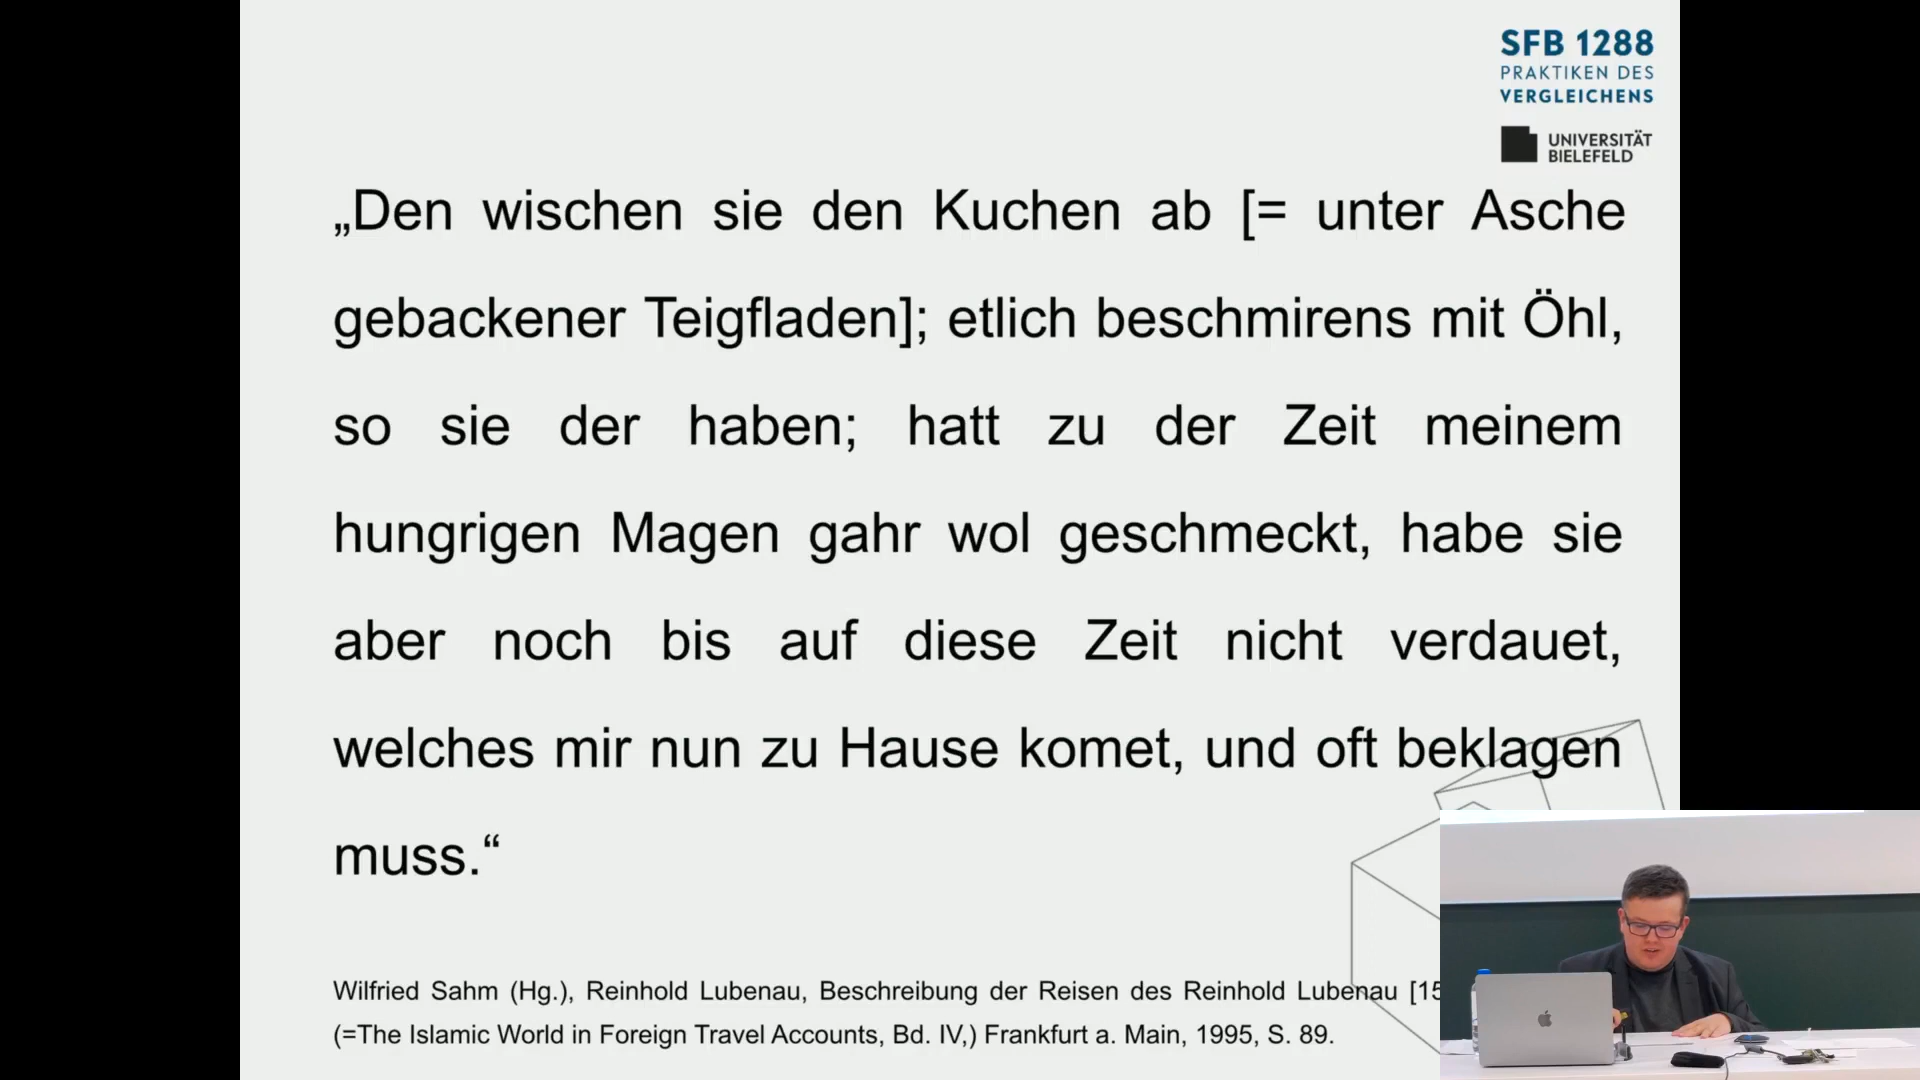 SFB 1288
PRAKTIKEN DES
VERGLEICHENS
UNIVERSITÄT
BIELEFELD
„Den wischen sie den Kuchen ab [= unter Asche
gebackener Teigfladen]; etlich beschmirens mit Öhl,
so sie der haben; hatt zu der Zeit meinem
hungrigen Magen gahr wol geschmeckt, habe sie
aber noch bis auf diese Zeit nicht verdauet,
welches mir nun zu Hause komet, und oft beklagen
muss.“
Wilfried Sahm (Hg.), Reinhold Lubenau, Beschreibung der Reisen des Reinhold Lubenau [15
(=The Islamic World in Foreign Travel Accounts, Bd. IV,) Frankfurt a. Main, 1995, S. 89.